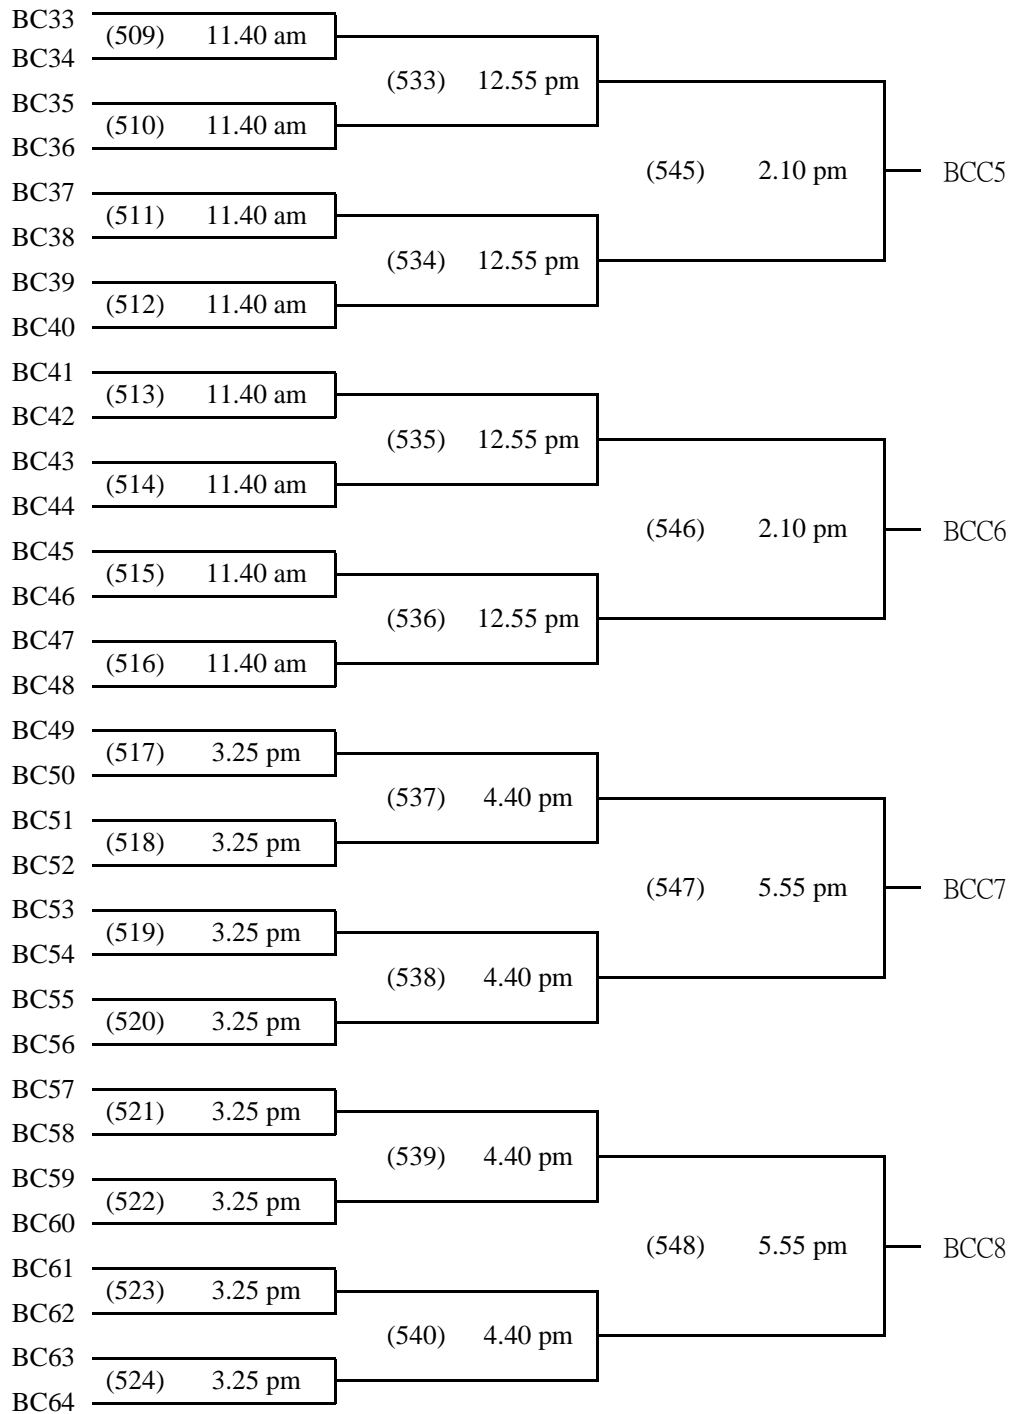 BC33
(509) 11.40 am
BC34
(533) 12.55 pm
BC35
(510) 11.40 am
BC36
(545) 2.10 pm BCC5
BC37
(511) 11.40 am
BC38
(534) 12.55 pm
BC39
(512) 11.40 am
BC40
BC41
(513) 11.40 am
BC42
(535) 12.55 pm
BC43
(514) 11.40 am
BC44
(546) 2.10 pm BCC6
BC45
(515) 11.40 am
BC46
(536) 12.55 pm
BC47
(516) 11.40 am
BC48
BC49
(517) 3.25 pm
BC50
(537) 4.40 pm
BC51
(518) 3.25 pm
BC52
(547) 5.55 pm BCC7
BC53
(519) 3.25 pm
BC54
(538) 4.40 pm
BC55
(520) 3.25 pm
BC56
BC57
(521) 3.25 pm
BC58
(539) 4.40 pm
BC59
(522) 3.25 pm
BC60
(548) 5.55 pm BCC8
BC61
(523) 3.25 pm
BC62
(540) 4.40 pm
BC63
(524) 3.25 pm
BC64